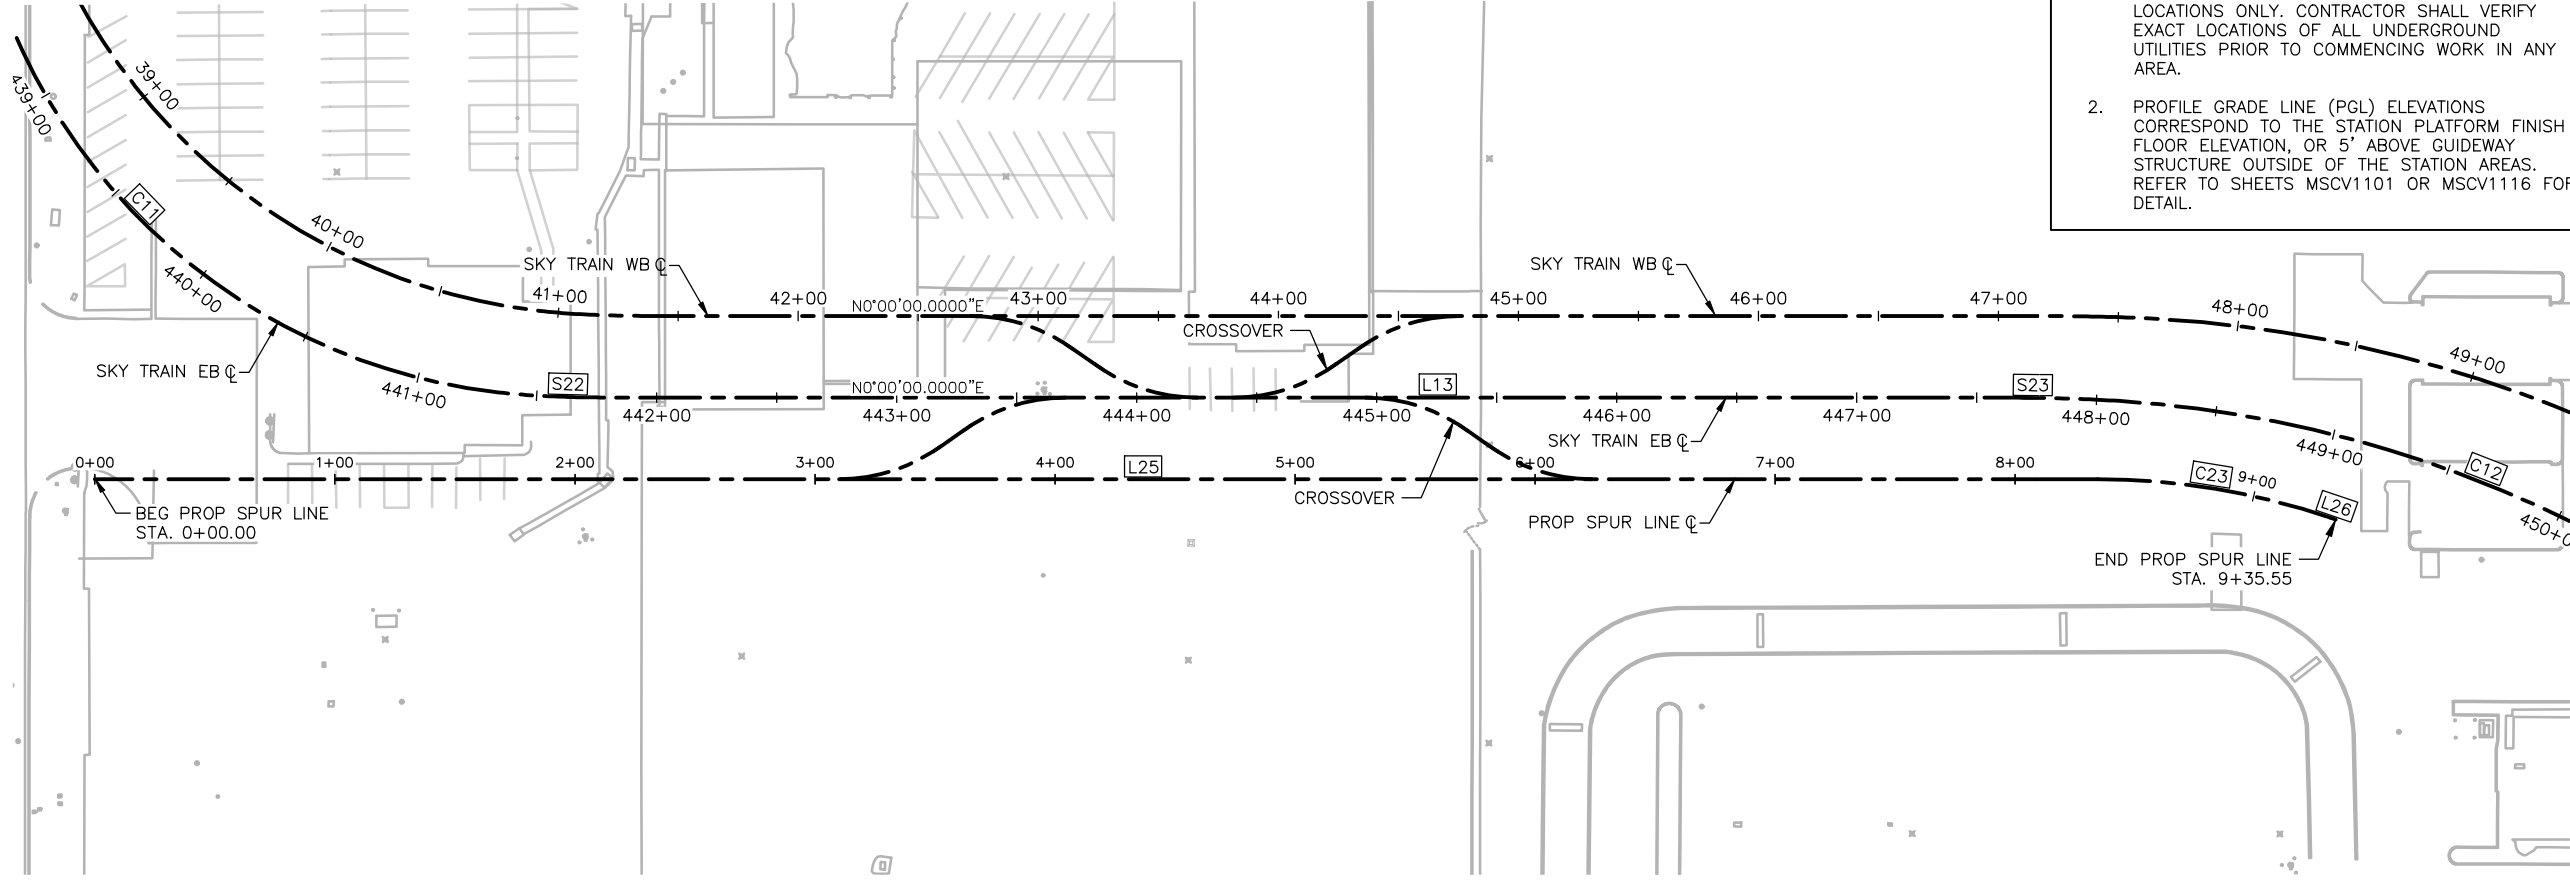 LOCATIONS ONLY. CONTRACTOR SHALL VERIFY
EXACT LOCATIONS OF ALL UNDERGROUND
UTILITIES PRIOR TO COMMENCING WORK IN ANY
AREA.
2. PROFILE GRADE LINE (PGL) ELEVATIONS
CORRESPOND TO THE STATION PLATFORM FINISH
FLOOR ELEVATION, OR 5' ABOVE GUIDEWAY
STRUCTURE OUTSIDE OF THE STATION AREAS.
REFER TO SHEETS MSCV1101 OR MSCV1116 FOR
DETAIL.
39+00
439+00
C11
40+00
440+00
SKY TRAIN WB ℄
SKY TRAIN WB ℄
41+00
42+00
N0°00'00.0000"E
43+00
44+00
45+00
46+00
47+00
48+00
49+00
CROSSOVER
SKY TRAIN EB ℄
441+00
S22
N0°00'00.0000"E
L13
S23
442+00
443+00
444+00
445+00
446+00
447+00
448+00
449+00
SKY TRAIN EB ℄
0+00
1+00
2+00
3+00
4+00
L25
5+00
6+00
7+00
8+00
C23
9+00
C12
L26
450+0
CROSSOVER
BEG PROP SPUR LINE
STA. 0+00.00
PROP SPUR LINE ℄
END PROP SPUR LINE
STA. 9+35.55